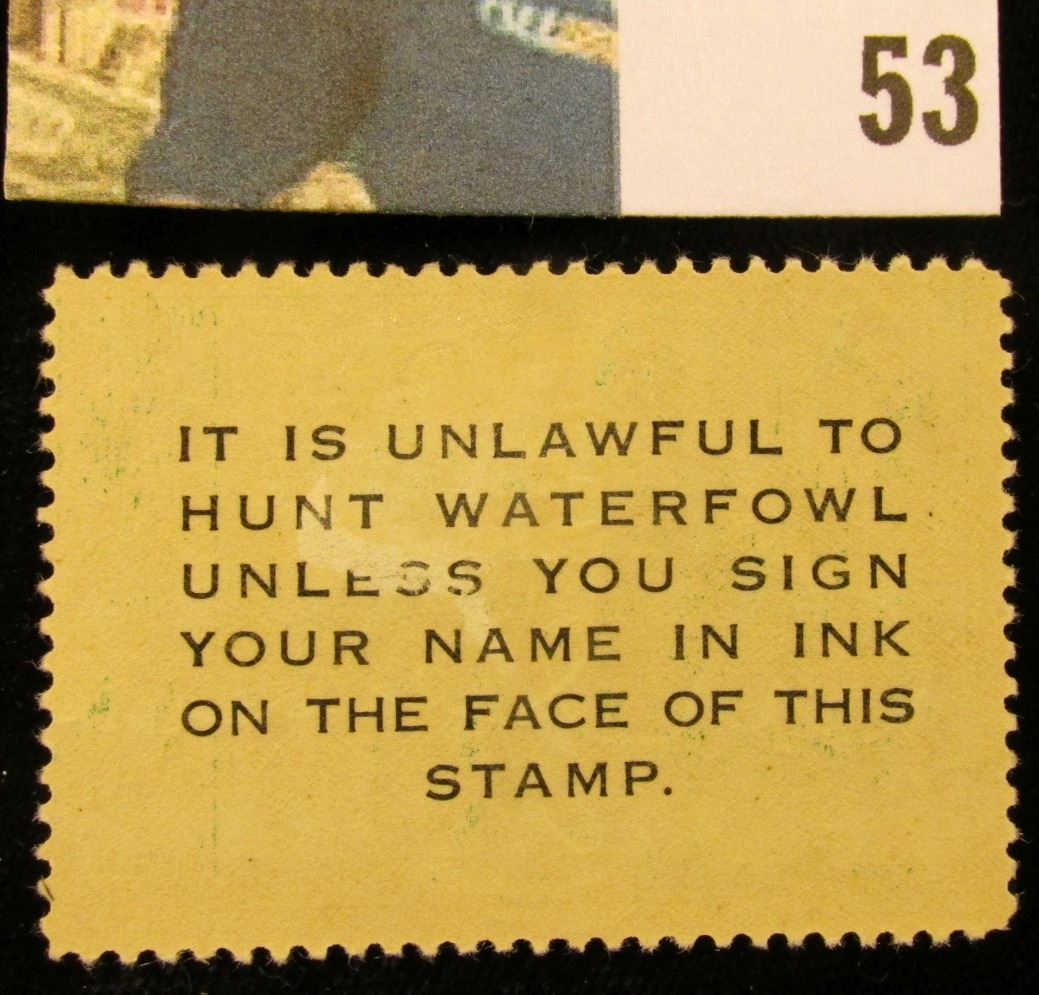 53
IT IS UNLAWFUL TO
HUNT WATERFOWL
UNLESS YOU SIGN
YOUR NAME IN INK
ON THE FACE OF THIS
STAMP.